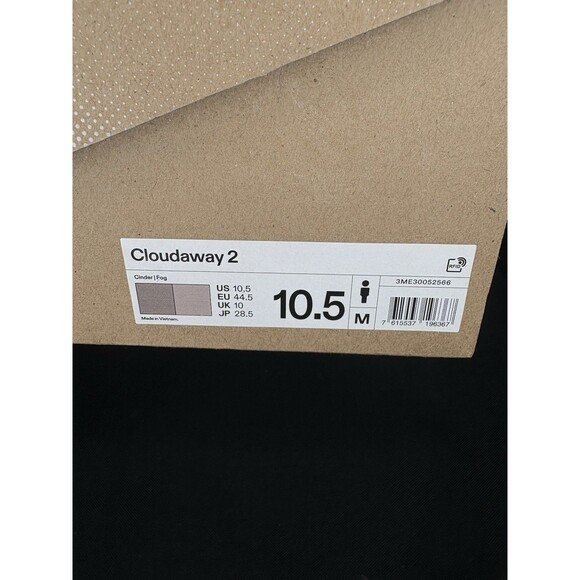 Cloudaway 2
RFID
Cinder|Fog
US 10.5
EU 44.5
UK 10
JP 28.5
10.5
M
3ME30052566
7 615537 196367
Made in Vietnam.